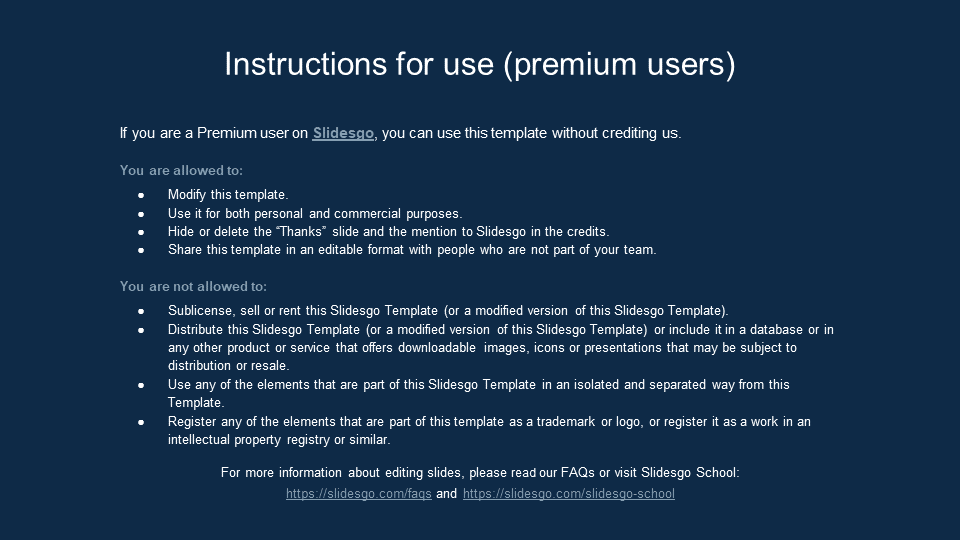 Instructions for use (premium users)
If you are a Premium user on Slidesgo, you can use this template without crediting us.
You are allowed to:
● Modify this template.
● Use it for both personal and commercial purposes.
● Hide or delete the “Thanks” slide and the mention to Slidesgo in the credits.
● Share this template in an editable format with people who are not part of your team.
You are not allowed to:
● Sublicense, sell or rent this Slidesgo Template (or a modified version of this Slidesgo Template).
● Distribute this Slidesgo Template (or a modified version of this Slidesgo Template) or include it in a database or in
any other product or service that offers downloadable images, icons or presentations that may be subject to
distribution or resale.
● Use any of the elements that are part of this Slidesgo Template in an isolated and separated way from this
Template.
● Register any of the elements that are part of this template as a trademark or logo, or register it as a work in an
intellectual property registry or similar.
For more information about editing slides, please read our FAQs or visit Slidesgo School:
https://slidesgo.com/faqs and https://slidesgo.com/slidesgo-school